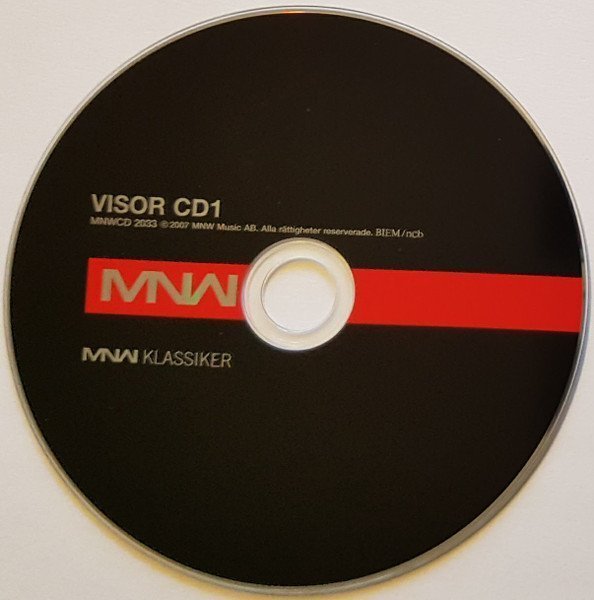 VISOR CD1
MNWCD 2033 ℗2007 MNW Music AB. Alla rättigheter reserverade. BIEM/ncb
MNW
MNW KLASSIKER